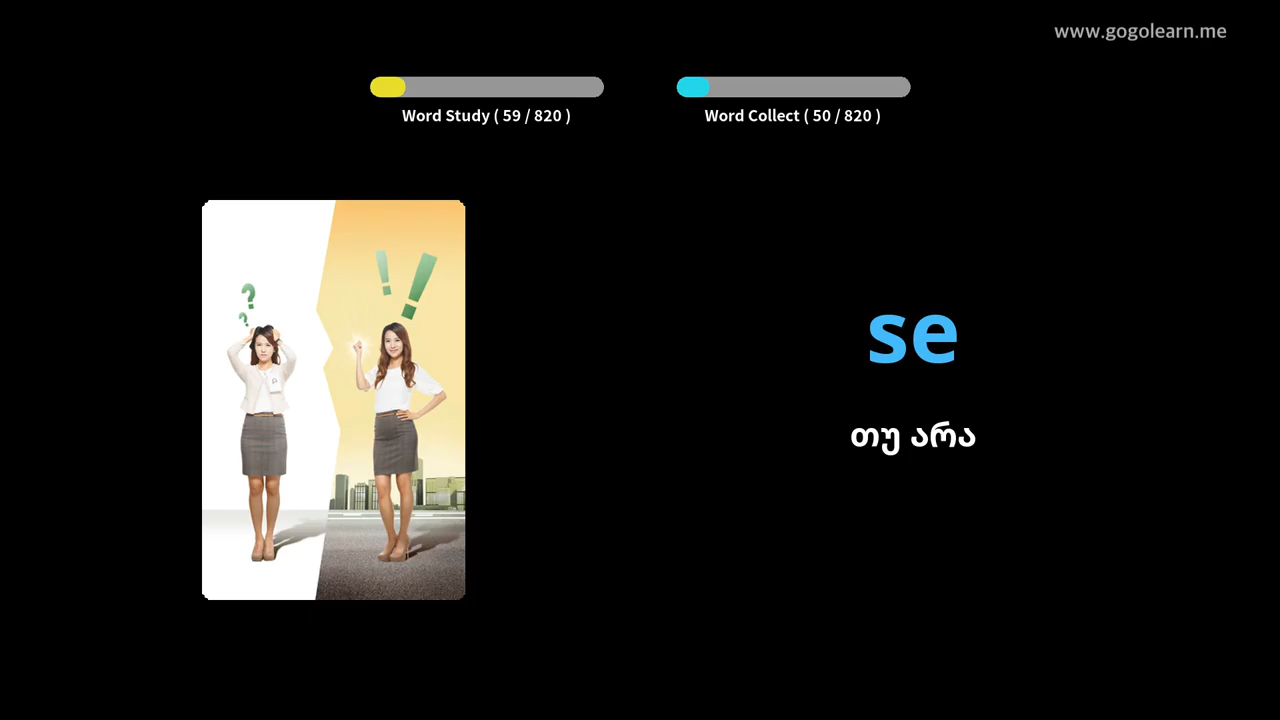 www.gogolearn.me
Word Study ( 59 / 820 )
Word Collect ( 50 / 820 )
? ?
! !
se
თუ არა